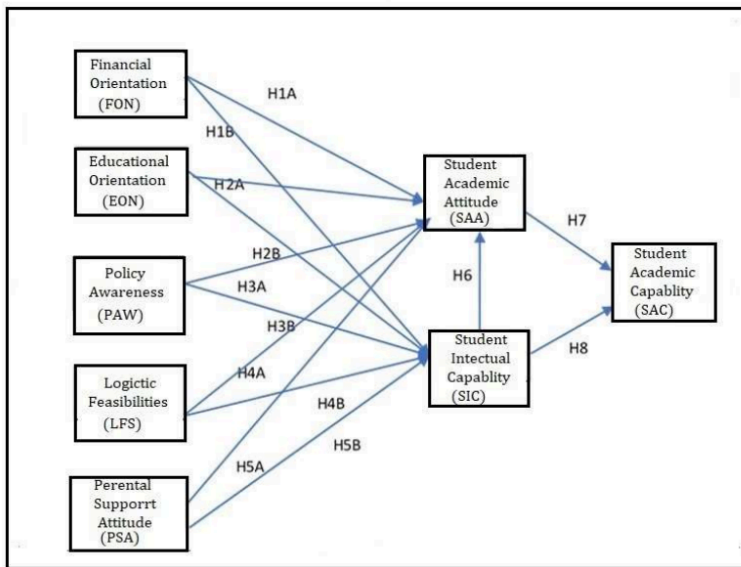 Financial
Orientation
(FON)
H1A
H1B
Educational
Orientation
(EON)
H2A
Student
Academic
Attitude
(SAA)
H7
Policy
Awareness
(PAW)
H2B
H3A
H6
Student
Academic
Capablity
(SAC)
H3B
Student
Intectual
Capablity
(SIC)
H8
Logictic
Feasibilities
(LFS)
H4A
H4B
H5B
H5A
Perental
Supporrt
Attitude
(PSA)